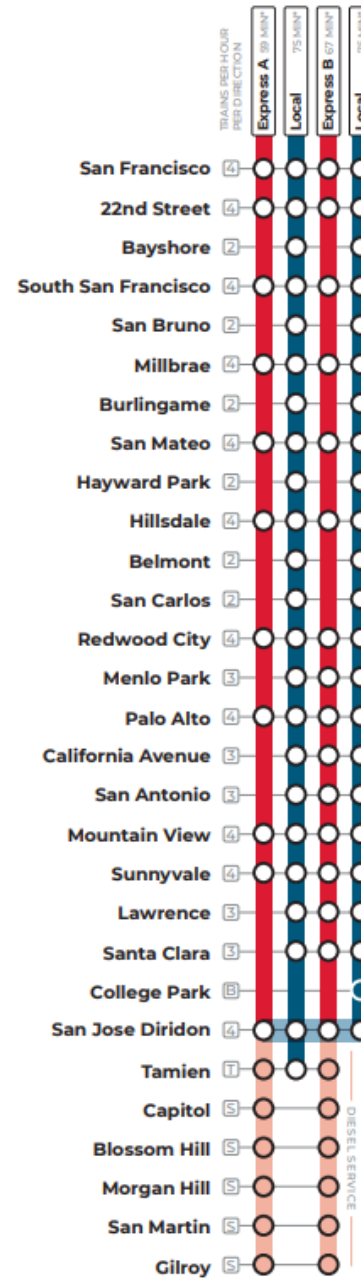 TRAINS PER HOUR
PER DIRECTION
Express A 59 MIN*
Local 75 MIN*
Express B 67 MIN*
Local 75 MIN*
San Francisco 4
22nd Street 4
Bayshore 2
South San Francisco 4
San Bruno 2
Millbrae 4
Burlingame 2
San Mateo 4
Hayward Park 2
Hillsdale 4
Belmont 2
San Carlos 2
Redwood City 4
Menlo Park 3
Palo Alto 4
California Avenue 3
San Antonio 3
Mountain View 4
Sunnyvale 4
Lawrence 3
Santa Clara 3
College Park B
San Jose Diridon 4
Tamien T
Capitol S
Blossom Hill S
Morgan Hill S
San Martin S
Gilroy S
DIESEL SERVICE